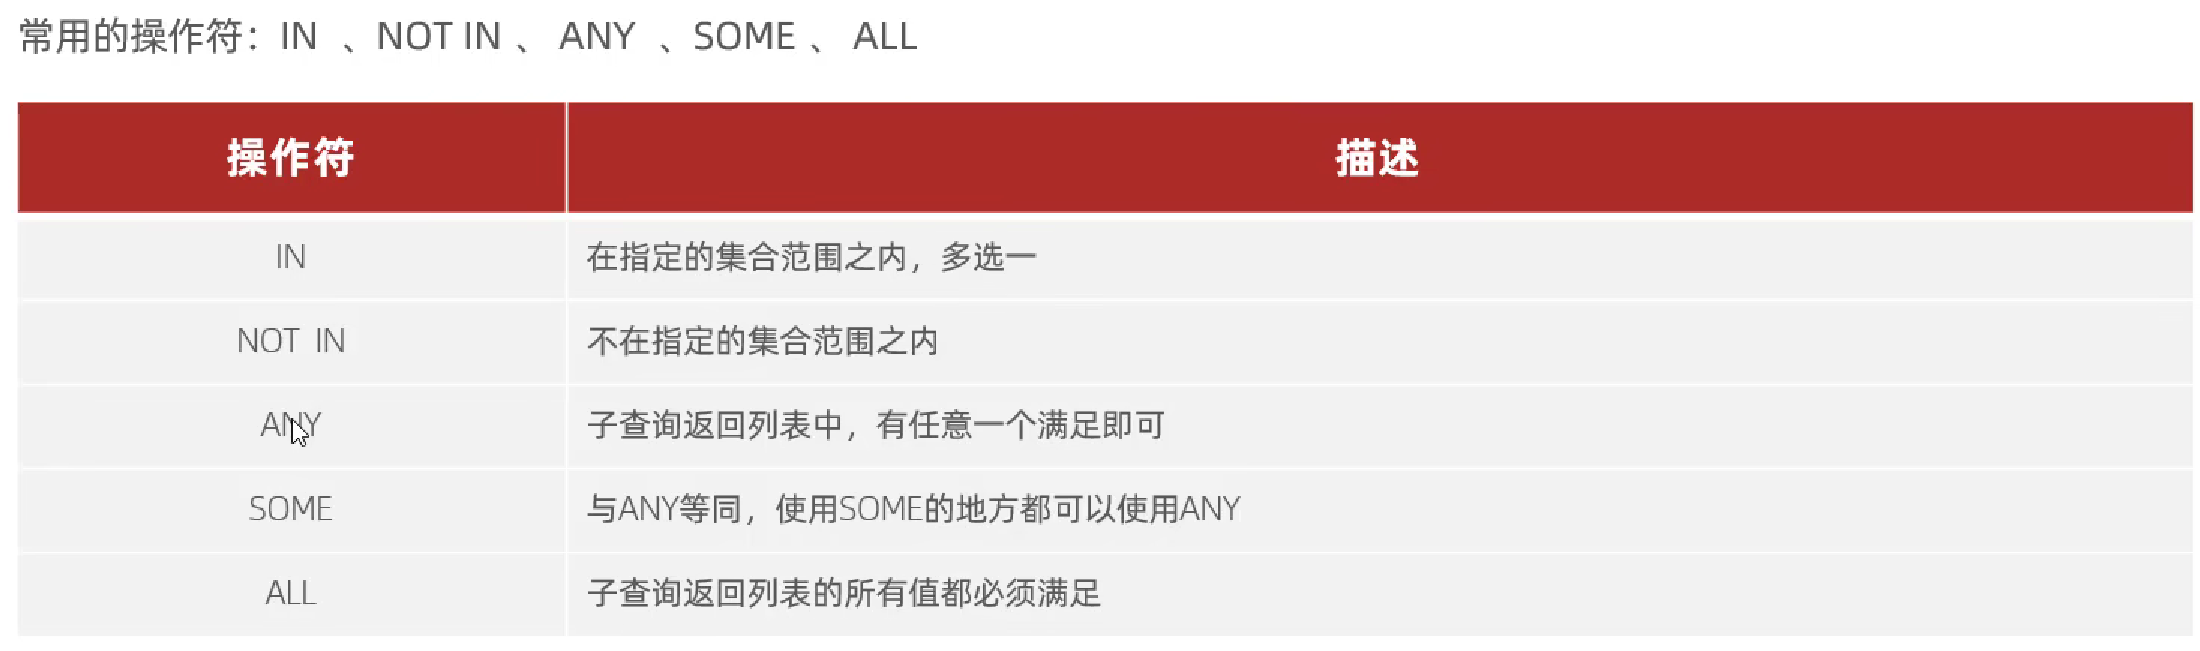 常用的操作符：IN 、NOT IN 、 ANY 、SOME 、 ALL
操作符 描述
IN 在指定的集合范围之内，多选一
NOT IN 不在指定的集合范围之内
ANY 子查询返回列表中，有任意一个满足即可
SOME 与ANY等同，使用SOME的地方都可以使用ANY
ALL 子查询返回列表的所有值都必须满足